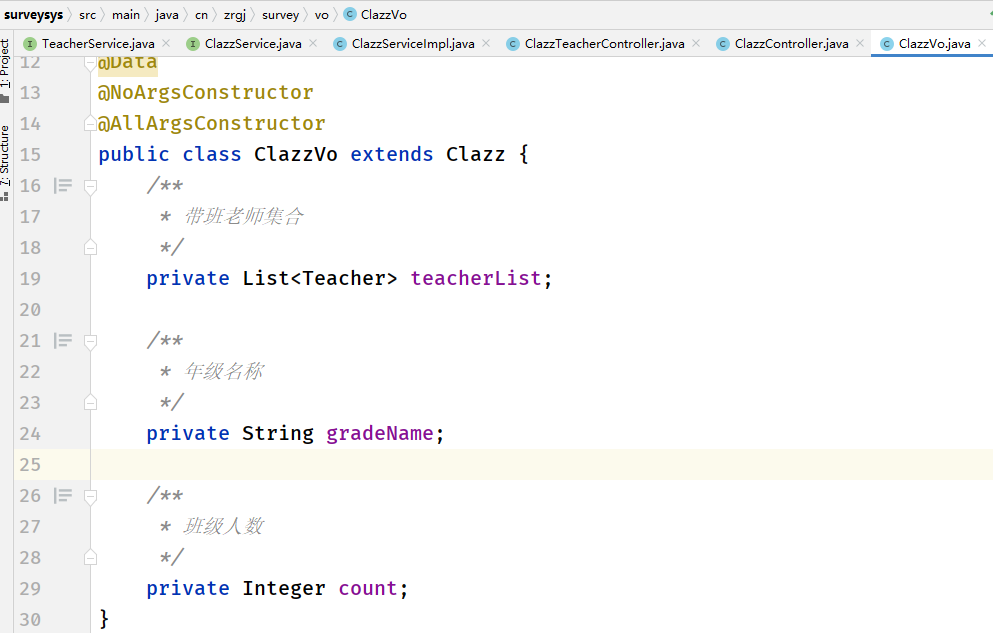 surveysys src main java cn zrgj survey vo ClazzVo
TeacherService.java ClazzService.java ClazzServiceImpl.java ClazzTeacherController.java ClazzController.java ClazzVo.java
1: Project
7: Structure
12 @Data
13 @NoArgsConstructor
14 @AllArgsConstructor
15 public class ClazzVo extends Clazz {
16 /**
17 * 带班老师集合
18 */
19 private List<Teacher> teacherList;
20
21 /**
22 * 年级名称
23 */
24 private String gradeName;
25
26 /**
27 * 班级人数
28 */
29 private Integer count;
30 }